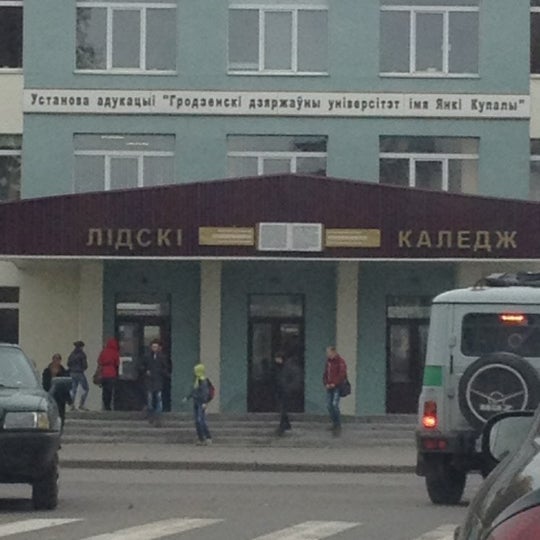 Установа адукацыі "Гродзенскі дзяржаўны універсітэт імя Янкі Купалы"
ЛІДСКІ КАЛЕДЖ